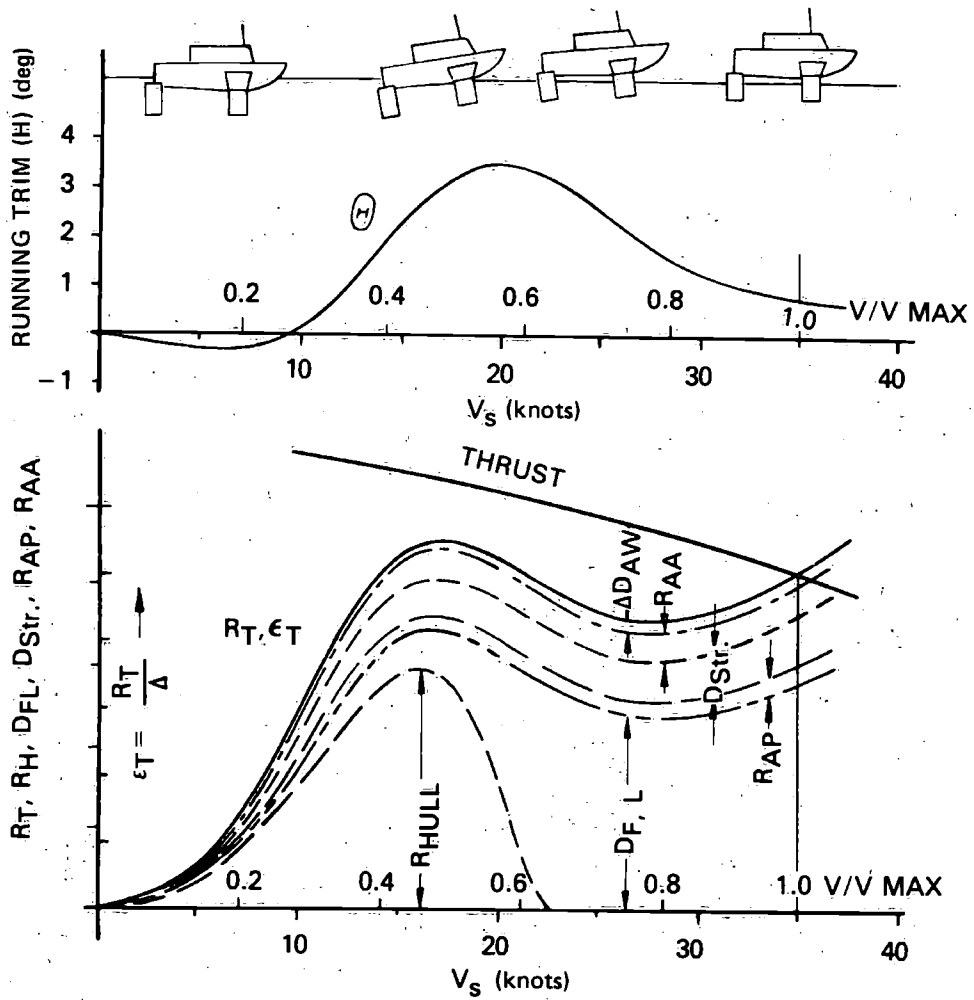 RUNNING TRIM (H) (deg)
4
3
2
1
−1
Θ
0.2
0.4
0.6
0.8
1.0
V/V MAX
10
20
30
40
VS (knots)
RT, RH, DFL, DStr., RAP, RAA
εT = RT/Δ
THRUST
RT, εT
ΔDAW
RAA
DStr.
RAP
RHULL
DF, L
0.2
0.4
0.6
0.8
1.0
V/V MAX
10
20
30
40
VS (knots)